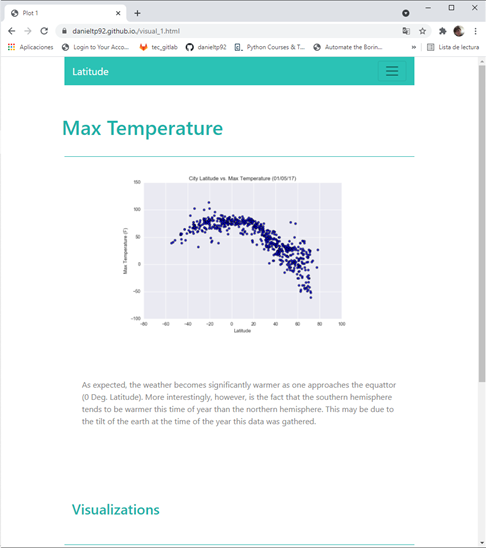 Plot 1
danieltp92.github.io./visual_1.html
Aplicaciones
Login to Your Acco...
tec_gitlab
danieltp92
Python Courses & T...
Automate the Borin...
»
Lista de lectura
Latitude
Max Temperature
City Latitude vs. Max Temperature (01/05/17)
150
100
50
0
−50
−100
Max Temperature (F)
−80 −60 −40 −20 0 20 40 60 80 100
Latitude
As expected, the weather becomes significantly warmer as one approaches the equattor
(0 Deg. Latitude). More interestingly, however, is the fact that the southern hemisphere
tends to be warmer this time of year than the northern hemisphere. This may be due to
the tilt of the earth at the time of the year this data was gathered.
Visualizations